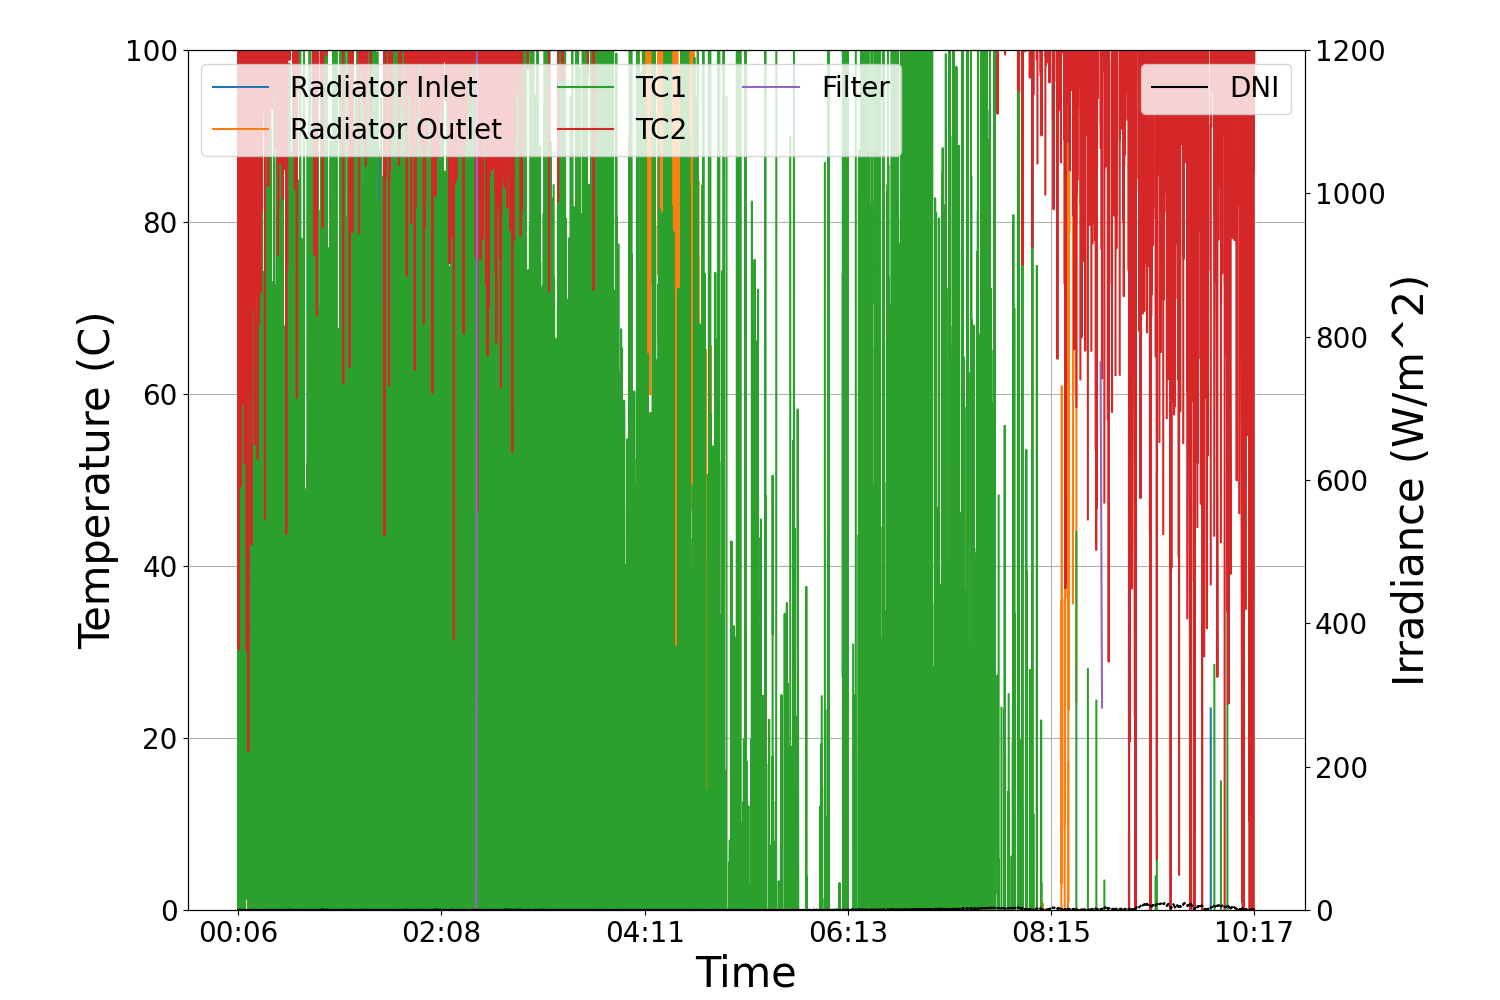 Radiator Inlet
Radiator Outlet
TC1
TC2
Filter
DNI
100
80
60
40
20
0
Temperature (C)
1200
1000
800
600
400
200
0
Irradiance (W/m^2)
00:06 02:08 04:11 06:13 08:15 10:17
Time